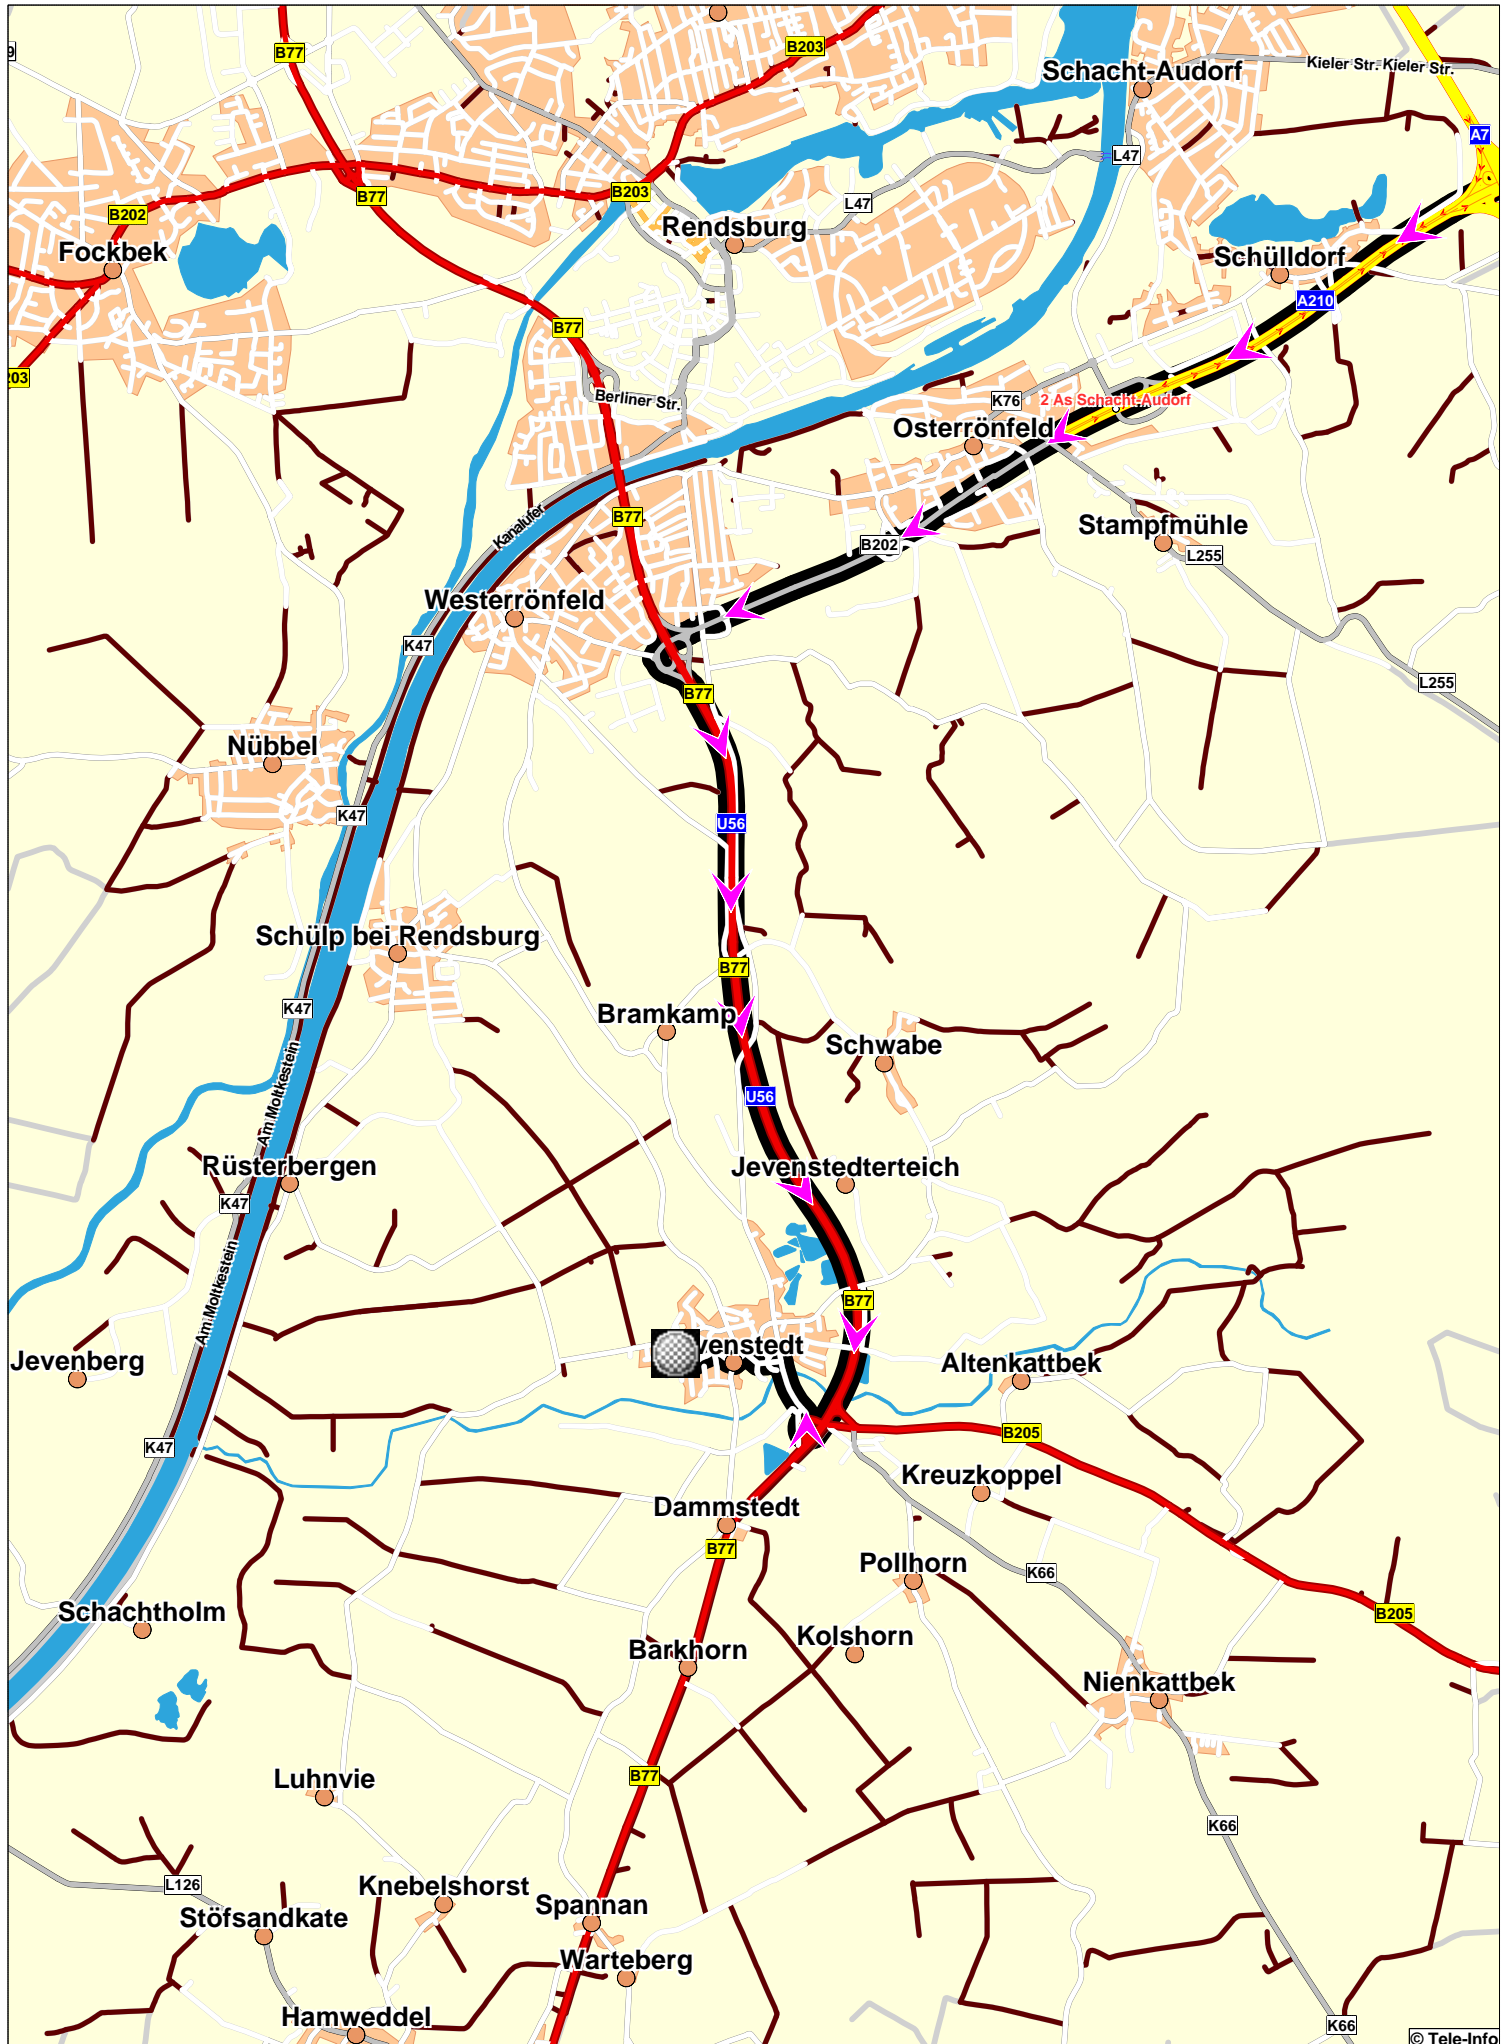 9
B77
B203
Schacht-Audorf
Kieler Str. Kieler Str.
A7
L47
B77
B203
B202
L47
Rendsburg
Fockbek
Schülldorf
A210
B77
203
Berliner Str.
K76
2 As Schacht-Audorf
Osterrönfeld
B77
Kanalufer
Stampfmühle
B202
L255
Westerrönfeld
K47
L255
B77
Nübbel
K47
U56
Schülp bei Rendsburg
B77
K47
Bramkamp
Schwabe
Am Moltkestein
U56
Rüsterbergen
Jevenstedterteich
K47
Am Moltkestein
B77
venstedt
Jevenberg
Altenkattbek
K47
B205
Kreuzkoppel
Dammstedt
B77
Pollhorn
K66
Schachtholm
B205
Kolshorn
Barkhorn
Nienkattbek
Luhnvie
B77
K66
L126
Knebelshorst
Spannan
Stöfsandkate
Warteberg
Hamweddel
K66
© Tele-Info